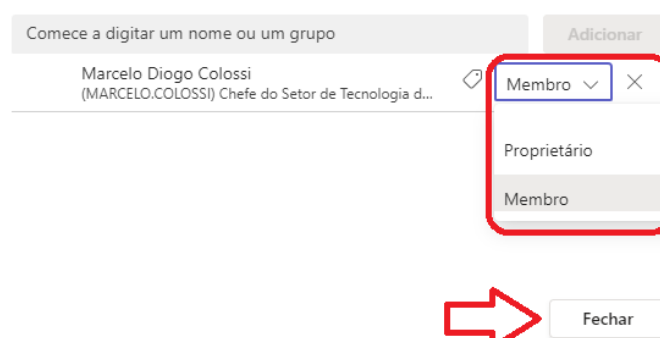 Comece a digitar um nome ou um grupo
Adicionar
Marcelo Diogo Colossi
(MARCELO.COLOSSI) Chefe do Setor de Tecnologia d...
Membro
Proprietário
Membro
Fechar